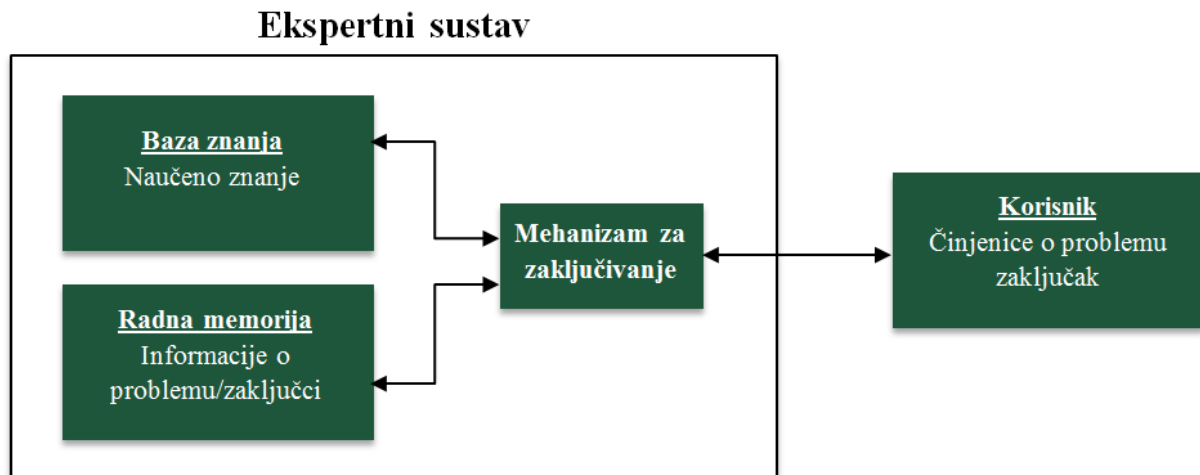 Ekspertni sustav
Baza znanja
Naučeno znanje
Radna memorija
Informacije o
problemu/zaključci
Mehanizam za
zaključivanje
Korisnik
Činjenice o problemu
zaključak